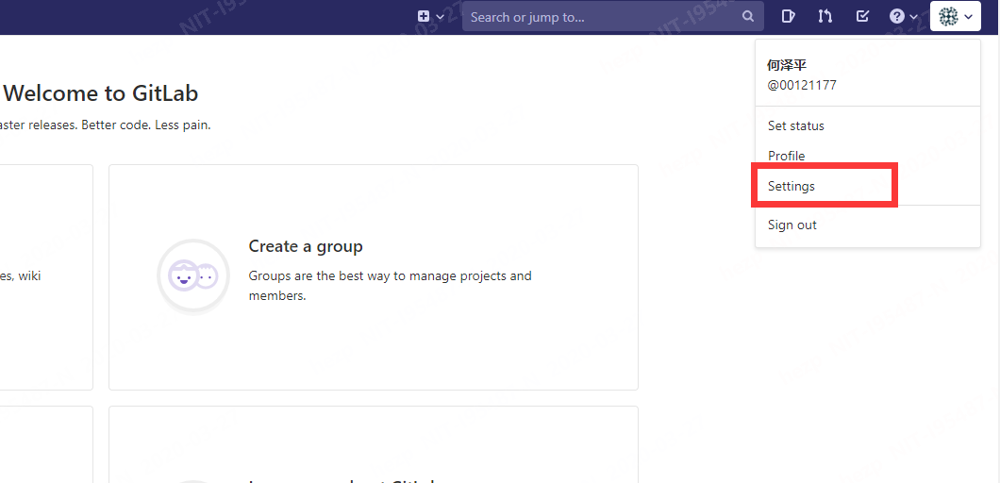 Search or jump to...
何泽平
@00121177
Set status
Profile
Settings
Sign out
Welcome to GitLab
aster releases. Better code. Less pain.
es, wiki
Create a group
Groups are the best way to manage projects and
members.